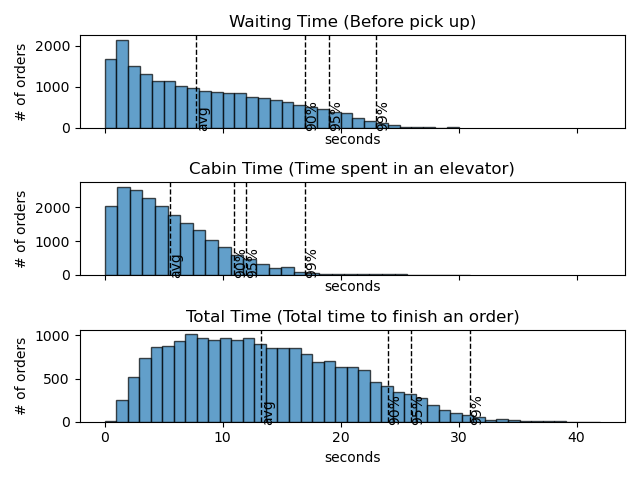 Waiting Time (Before pick up)
# of orders
2000
1000
0
avg
90%
95%
99%
seconds
Cabin Time (Time spent in an elevator)
# of orders
2000
1000
0
avg
90%
95%
99%
seconds
Total Time (Total time to finish an order)
# of orders
1000
500
0
avg
90%
95%
99%
0 10 20 30 40
seconds